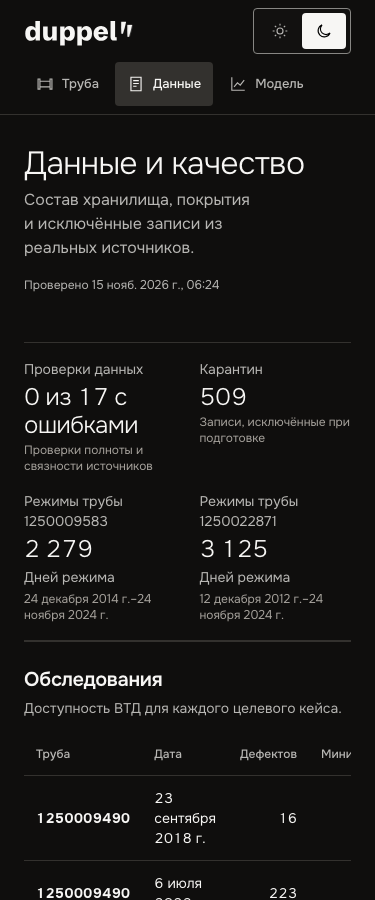 duppel
Труба
Данные
Модель
Данные и качество
Состав хранилища, покрытия
и исключённые записи из
реальных источников.
Проверено 15 нояб. 2026 г., 06:24
Проверки данных
0 из 17 с
ошибками
Проверки полноты и
связности источников
Карантин
509
Записи, исключённые при
подготовке
Режимы трубы
1250009583
2 279
Дней режима
24 декабря 2014 г.–24
ноября 2024 г.
Режимы трубы
1250022871
3 125
Дней режима
12 декабря 2012 г.–24
ноября 2024 г.
Обследования
Доступность ВТД для каждого целевого кейса.
Труба Дата Дефектов Мини
1250009490 23 сентября 2018 г. 16
1250009490 6 июля 223